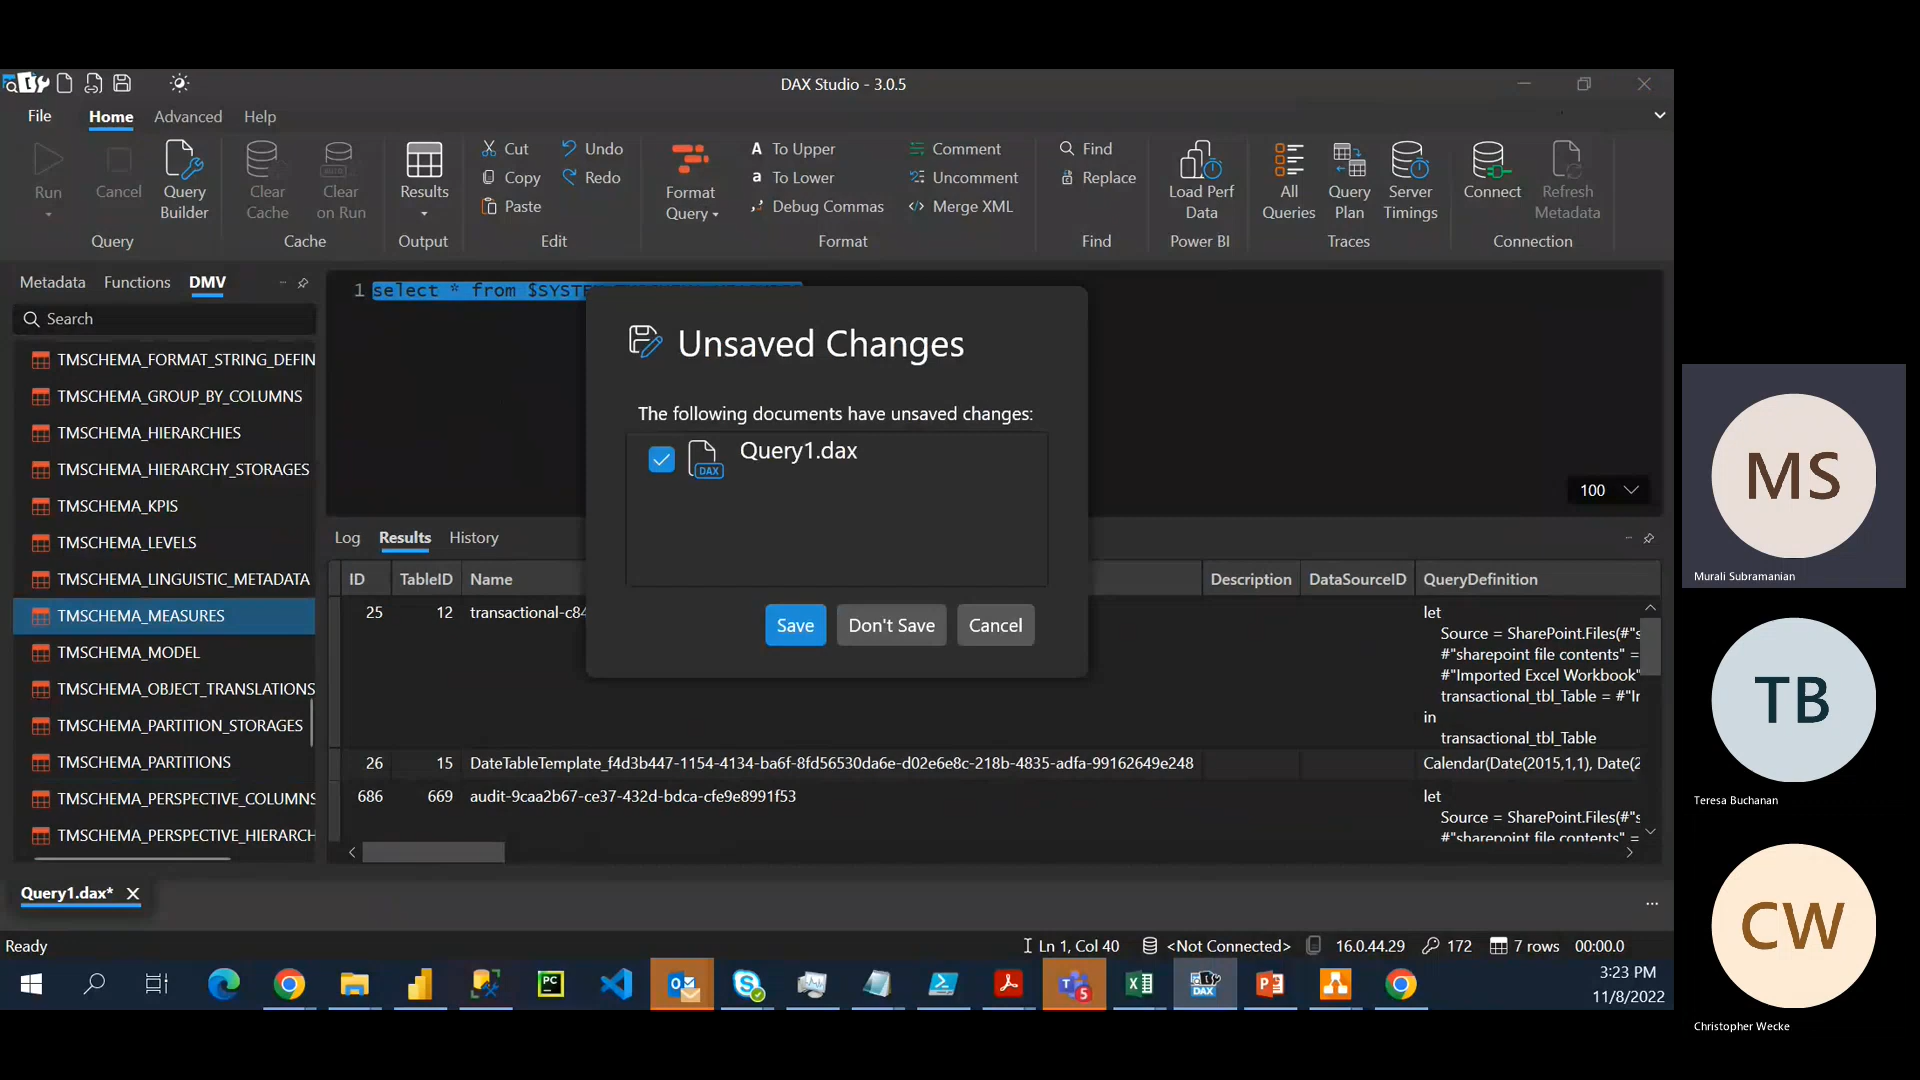 DAX Studio - 3.0.5
File Home Advanced Help
Run
Cancel
Query Builder
Clear Cache
Clear on Run
Results
Cut
Copy
Paste
Undo
Redo
Format Query
A To Upper
a To Lower
Debug Commas
Comment
Uncomment
Merge XML
Find
Replace
Load Perf Data
All Queries
Query Plan
Server Timings
Connect
Refresh Metadata
Query Cache Output Edit Format Find Power BI Traces Connection
Metadata Functions DMV
Search
TMSCHEMA_FORMAT_STRING_DEFIN
TMSCHEMA_GROUP_BY_COLUMNS
TMSCHEMA_HIERARCHIES
TMSCHEMA_HIERARCHY_STORAGES
TMSCHEMA_KPIS
TMSCHEMA_LEVELS
TMSCHEMA_LINGUISTIC_METADATA
TMSCHEMA_MEASURES
TMSCHEMA_MODEL
TMSCHEMA_OBJECT_TRANSLATIONS
TMSCHEMA_PARTITION_STORAGES
TMSCHEMA_PARTITIONS
TMSCHEMA_PERSPECTIVE_COLUMNS
TMSCHEMA_PERSPECTIVE_HIERARCH
1 select * from $SYSTE
100
Unsaved Changes
The following documents have unsaved changes:
DAX
Query1.dax
Save Don't Save Cancel
Log Results History
ID TableID Name Description DataSourceID QueryDefinition
25 12 transactional-c84 let
Source = SharePoint.Files(#"s
#"sharepoint file contents" =
#"Imported Excel Workbook"
transactional_tbl_Table = #"Ir
in
transactional_tbl_Table
26 15 DateTableTemplate_f4d3b447-1154-4134-ba6f-8fd56530da6e-d02e6e8c-218b-4835-adfa-99162649e248 Calendar(Date(2015,1,1), Date(2
686 669 audit-9caa2b67-ce37-432d-bdca-cfe9e8991f53 let
Source = SharePoint.Files(#"s
#"sharepoint file contents" =
Query1.dax*
Ready
Ln 1, Col 40 <Not Connected> 16.0.44.29 172 7 rows 00:00.0
PC
5
DAX
3:23 PM
11/8/2022
MS
Murali Subramanian
TB
Teresa Buchanan
CW
Christopher Wecke